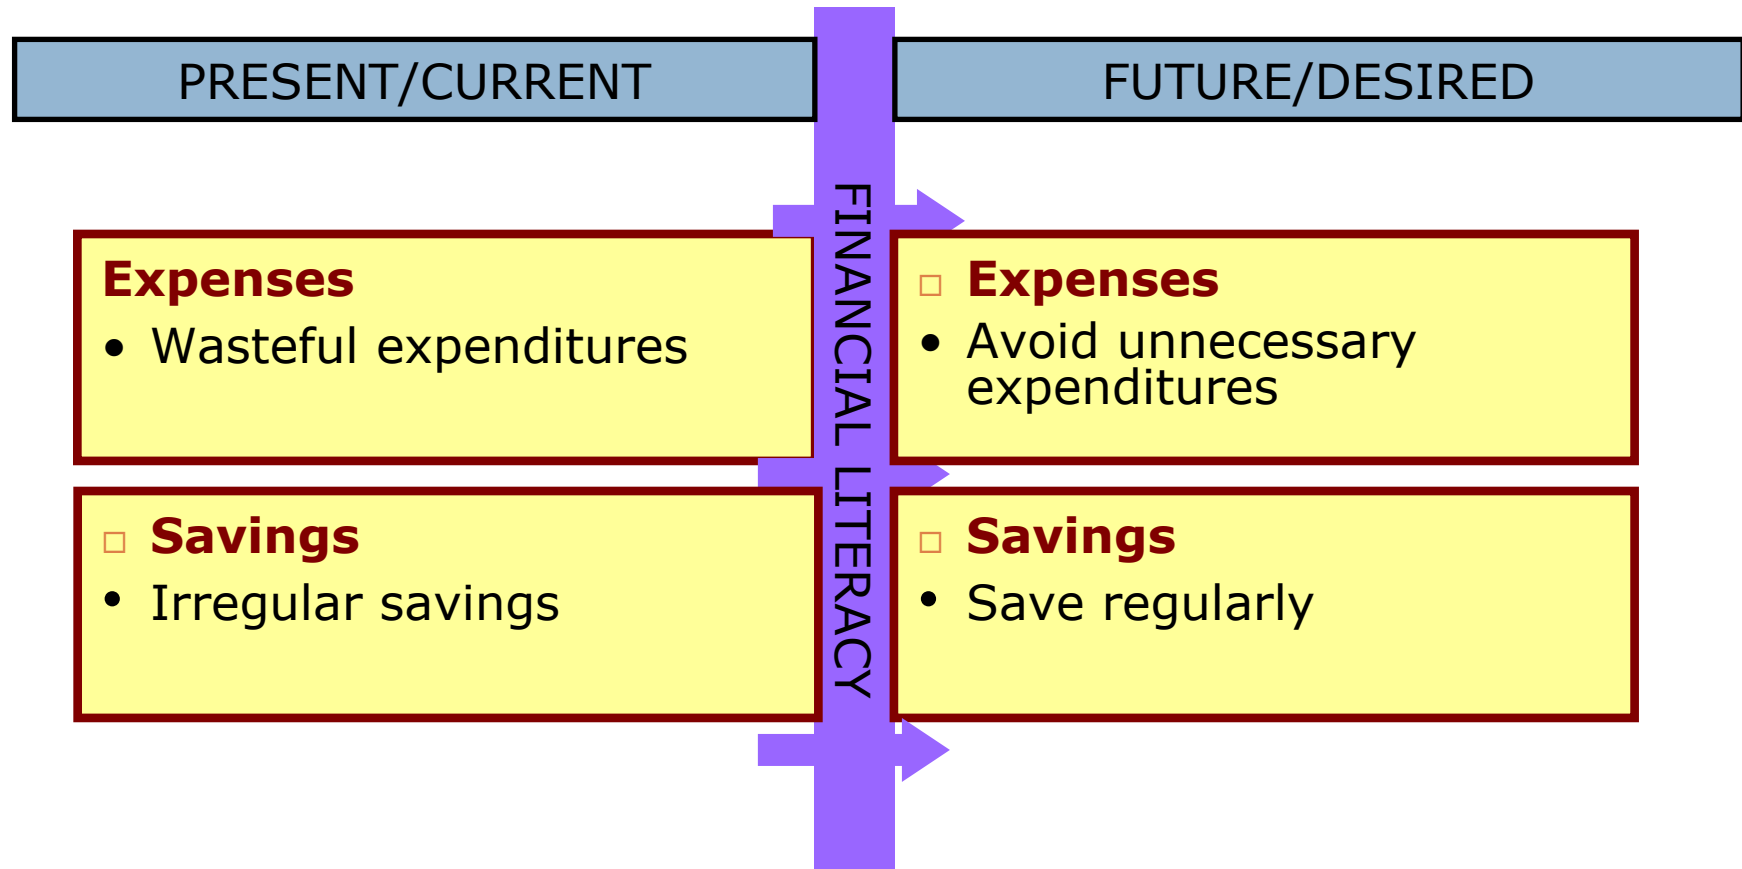 PRESENT/CURRENT
FUTURE/DESIRED
FINANCIAL LITERACY
Expenses
• Wasteful expenditures
□ Expenses
• Avoid unnecessary
expenditures
□ Savings
• Irregular savings
□ Savings
• Save regularly